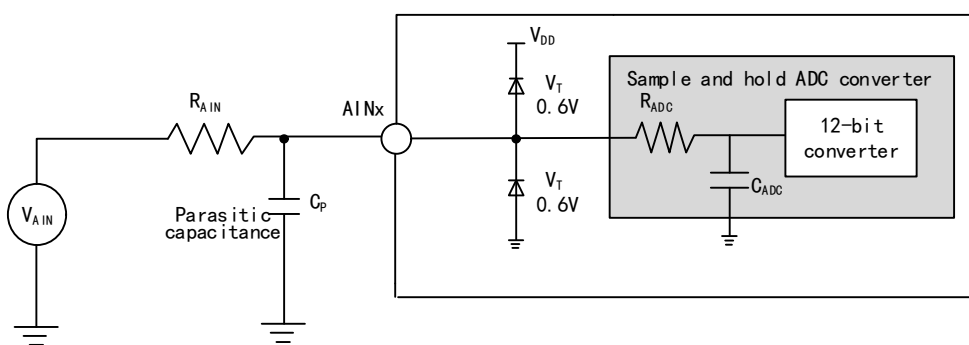 V_DD
Sample and hold ADC converter
V_T
0.6V
R_AIN
AINx
R_ADC
12-bit
converter
V_AIN
Parasitic
capacitance
C_P
V_T
0.6V
C_ADC